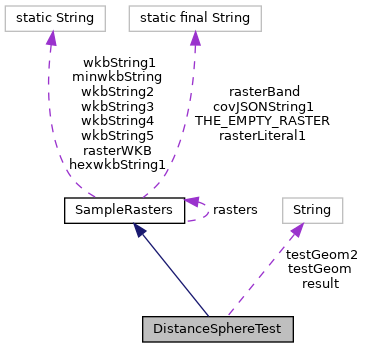 static String
static final String
wkbString1
minwkbString
wkbString2
wkbString3
wkbString4
wkbString5
rasterWKB
hexwkbString1
rasterBand
covJSONString1
THE_EMPTY_RASTER
rasterLiteral1
SampleRasters
rasters
String
testGeom2
testGeom
result
DistanceSphereTest